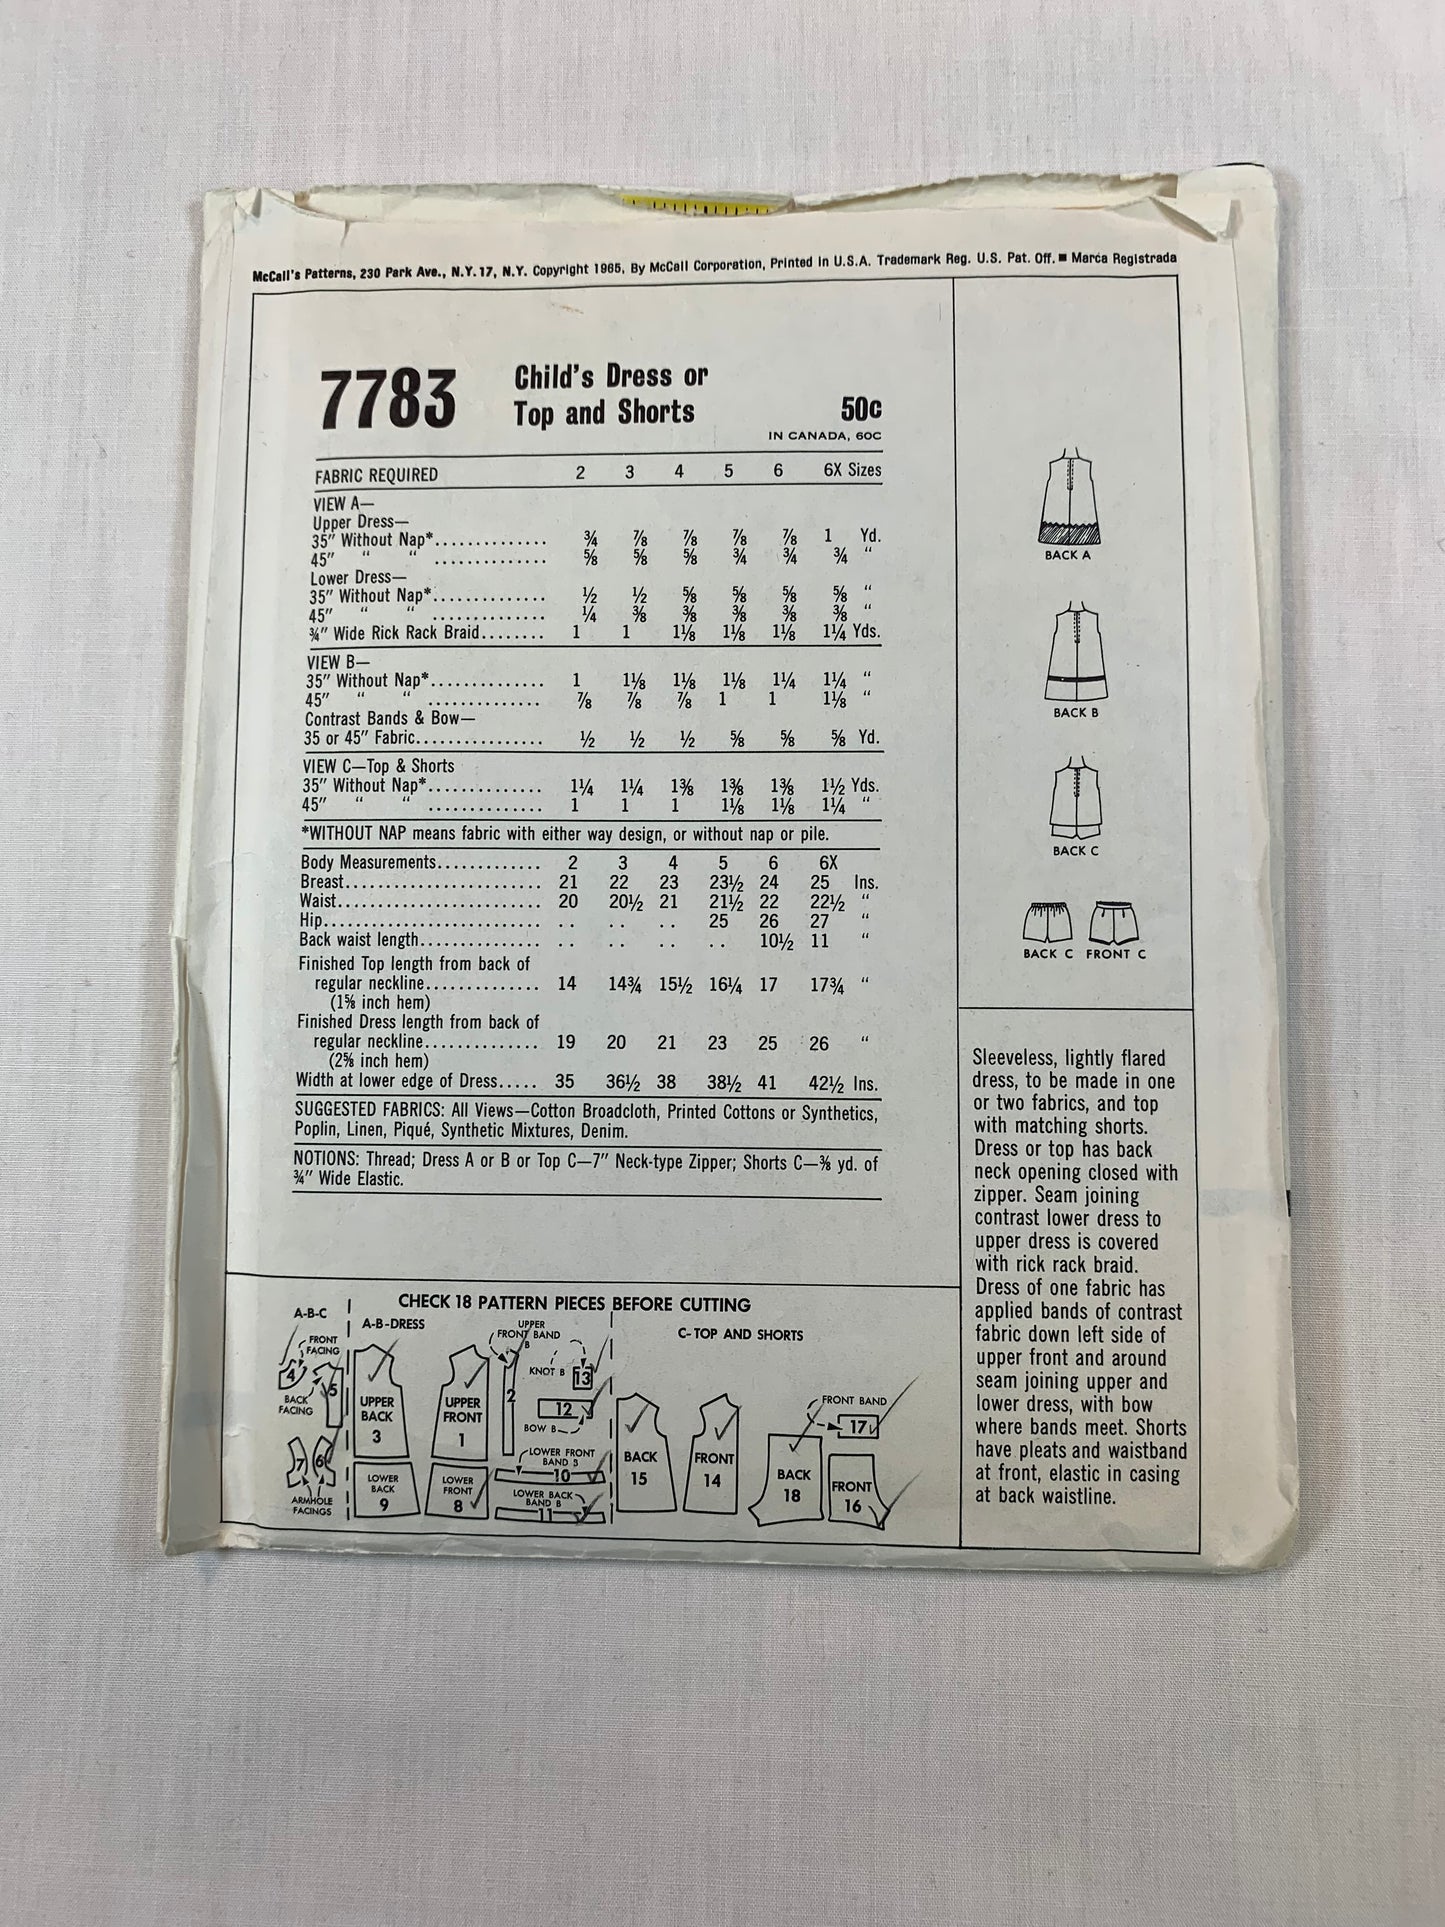 McCall's Patterns, 230 Park Ave., N.Y. 17, N.Y. Copyright 1965, By McCall Corporation, Printed in U.S.A. Trademark Reg. U.S. Pat. Off. ■ Marca Registrada
7783
Child's Dress or
Top and Shorts
50c
IN CANADA, 60C
FABRIC REQUIRED 2 3 4 5 6 6X Sizes
VIEW A—
Upper Dress—
35" Without Nap*.............. ¾ ⅞ ⅞ ⅞ ⅞ 1 Yd.
45" " " .............. ⅝ ⅝ ⅝ ¾ ¾ ¾ "
Lower Dress—
35" Without Nap*.............. ½ ½ ⅝ ⅝ ⅝ ⅝ "
45" " " .............. ¼ ⅜ ⅜ ⅜ ⅜ ⅜ "
¾" Wide Rick Rack Braid........ 1 1 1⅛ 1⅛ 1⅛ 1¼ Yds.
VIEW B—
35" Without Nap*.............. 1 1⅛ 1⅛ 1⅛ 1¼ 1¼ "
45" " " .............. ⅞ ⅞ ⅞ 1 1 1⅛ "
Contrast Bands & Bow—
35 or 45" Fabric................ ½ ½ ½ ⅝ ⅝ ⅝ Yd.
VIEW C—Top & Shorts
35" Without Nap*.............. 1¼ 1¼ 1⅜ 1⅜ 1⅜ 1½ Yds.
45" " " .............. 1 1 1 1⅛ 1⅛ 1¼ "
*WITHOUT NAP means fabric with either way design, or without nap or pile.
Body Measurements............. 2 3 4 5 6 6X
Breast......................... 21 22 23 23½ 24 25 Ins.
Waist.......................... 20 20½ 21 21½ 22 22½ "
Hip............................ .. .. .. 25 26 27 "
Back waist length............... .. .. .. .. 10½ 11 "
Finished Top length from back of
regular neckline.............. 14 14¾ 15½ 16¼ 17 17¾ "
(1⅝ inch hem)
Finished Dress length from back of
regular neckline.............. 19 20 21 23 25 26 "
(2⅝ inch hem)
Width at lower edge of Dress..... 35 36½ 38 38½ 41 42½ Ins.
SUGGESTED FABRICS: All Views—Cotton Broadcloth, Printed Cottons or Synthetics,
Poplin, Linen, Piqué, Synthetic Mixtures, Denim.
NOTIONS: Thread; Dress A or B or Top C—7" Neck-type Zipper; Shorts C—⅜ yd. of
¾" Wide Elastic.
BACK A
BACK B
BACK C
BACK C FRONT C
Sleeveless, lightly flared
dress, to be made in one
or two fabrics, and top
with matching shorts.
Dress or top has back
neck opening closed with
zipper. Seam joining
contrast lower dress to
upper dress is covered
with rick rack braid.
Dress of one fabric has
applied bands of contrast
fabric down left side of
upper front and around
seam joining upper and
lower dress, with bow
where bands meet. Shorts
have pleats and waistband
at front, elastic in casing
at back waistline.
CHECK 18 PATTERN PIECES BEFORE CUTTING
A-B-C
FRONT
FACING
4
BACK
FACING
5
7
6
ARMHOLE
FACINGS
A-B-DRESS
UPPER
BACK
3
LOWER
BACK
9
UPPER
FRONT
1
LOWER
FRONT
8
UPPER
FRONT BAND
B
2
KNOT B
13
12
BOW B
LOWER FRONT
BAND B
10
LOWER BACK
BAND B
11
C-TOP AND SHORTS
BACK
15
FRONT
14
BACK
18
FRONT BAND
17
FRONT
16